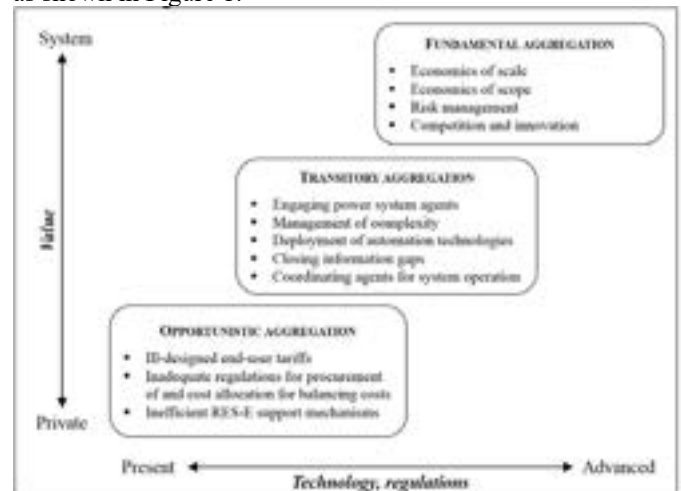 as shown in Figure 1.
System
FUNDAMENTAL AGGREGATION
• Economies of scale
• Economies of scope
• Risk management
• Competition and innovation
TRANSITORY AGGREGATION
• Engaging power system agents
• Management of complexity
• Deployment of automation technologies
• Closing information gaps
• Coordinating agents for system operation
Value
OPPORTUNISTIC AGGREGATION
• Ill-designed end-user tariffs
• Inadequate regulations for procurement
of and cost allocation for balancing costs
• Inefficient RES-E support mechanisms
Private
Present
Advanced
Technology, regulations